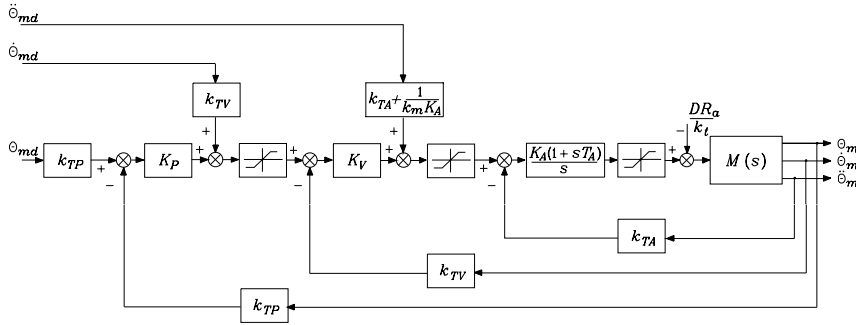 Θ̈md
Θ̇md
kTV
kTA + 1/(km KA)
+
+
DRa/kt
−
Θmd
kTP
+
−
KP
+
+
−
KV
+
+
−
KA(1+sTA)/s
+
M(s)
Θm
Θ̇m
Θ̈m
kTA
kTV
kTP